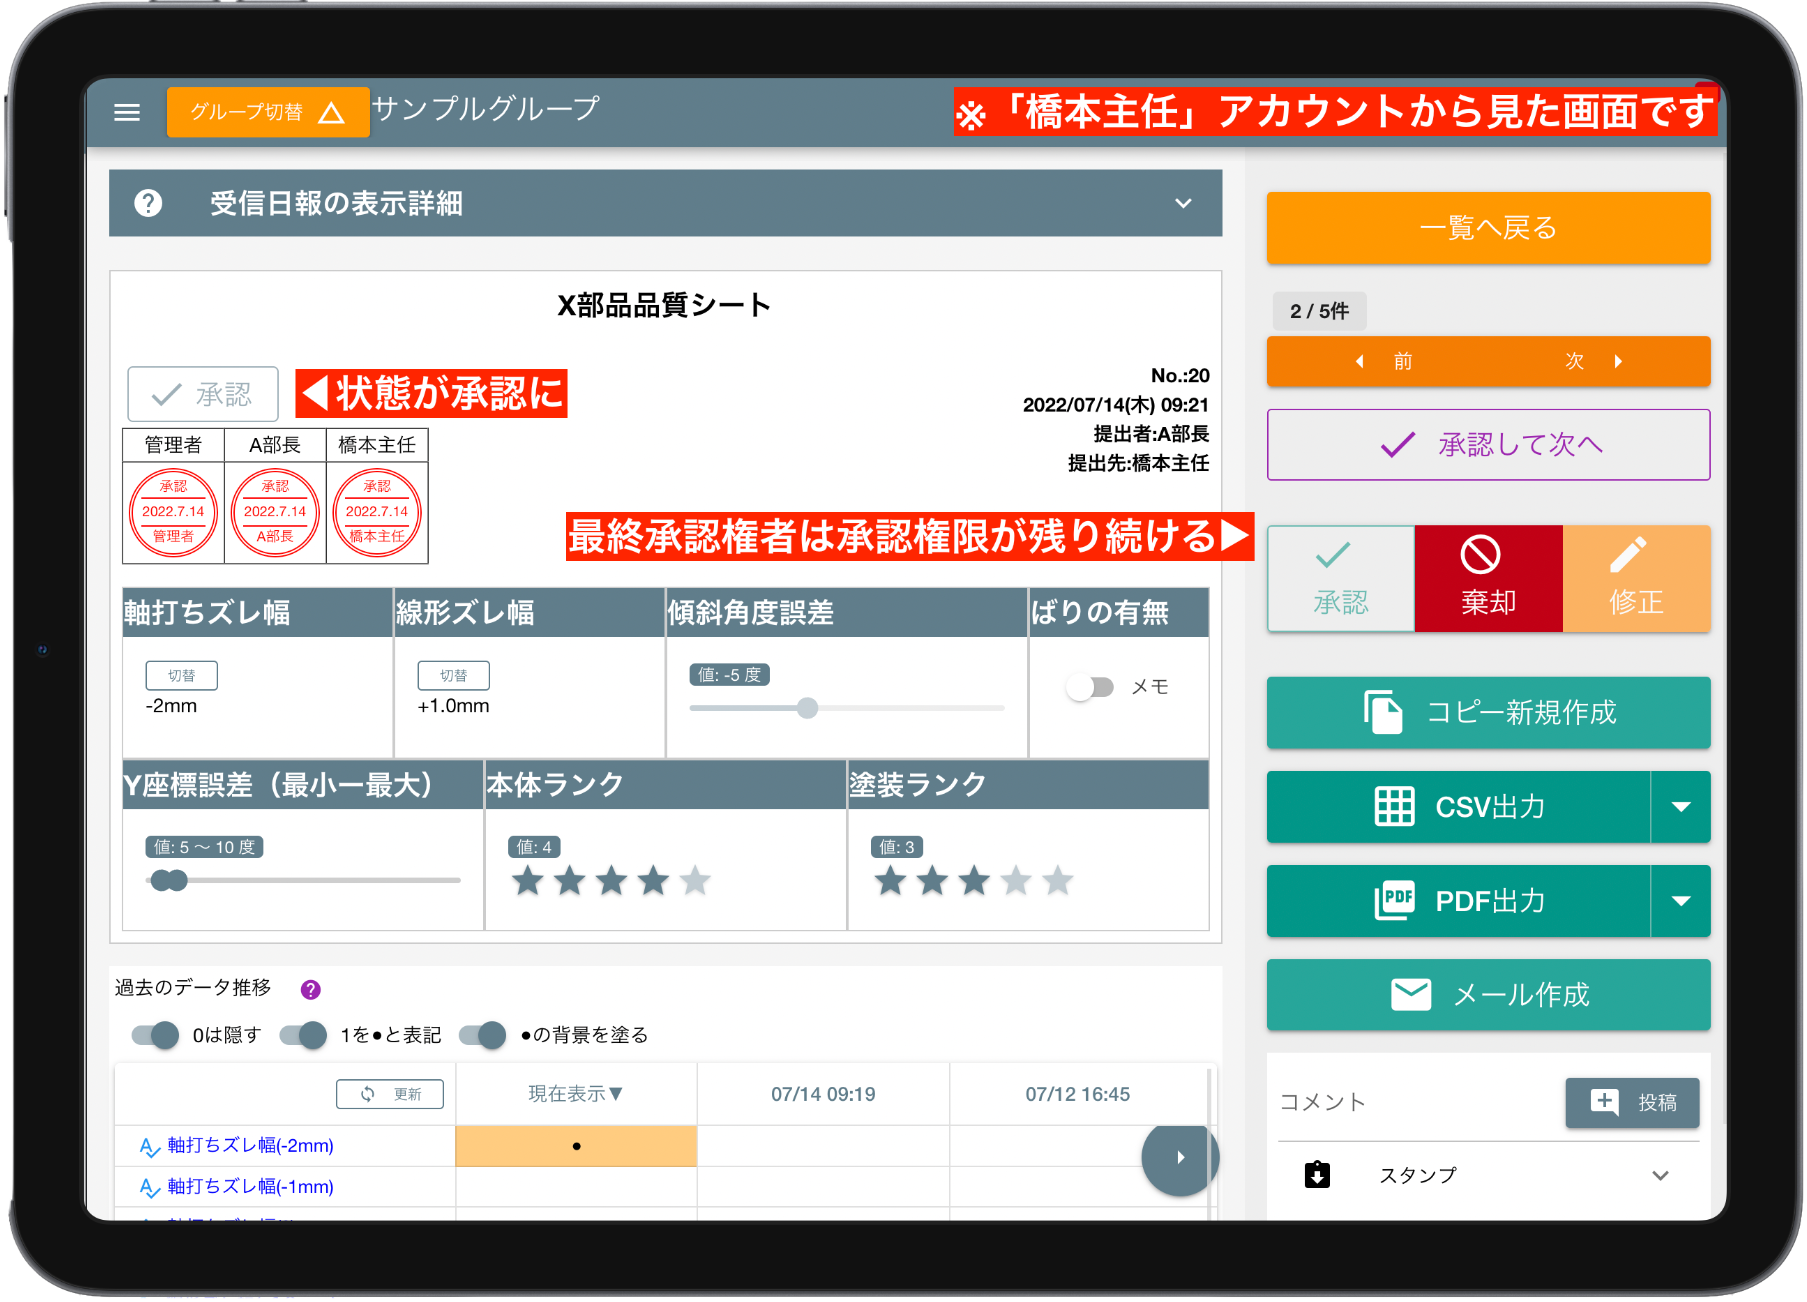 グループ切替
サンプルグループ
※「橋本主任」アカウントから見た画面です
受信日報の表示詳細
一覧へ戻る
X部品品質シート
2 / 5件
前
次
承認
◀状態が承認に
No.:20
2022/07/14(木) 09:21
提出者:A部長
提出先:橋本主任
承認して次へ
管理者 A部長 橋本主任
承認 承認 承認
2022.7.14 2022.7.14 2022.7.14
管理者 A部長 橋本主任
最終承認権者は承認権限が残り続ける▶
承認 棄却 修正
軸打ちズレ幅 線形ズレ幅 傾斜角度誤差 ばりの有無
切替 切替 値: -5 度 メモ
-2mm +1.0mm
コピー新規作成
Y座標誤差（最小ー最大） 本体ランク 塗装ランク
CSV出力
値: 5 〜 10 度 値: 4 値: 3
PDF出力
PDF
過去のデータ推移
メール作成
0は隠す 1を●と表記 ●の背景を塗る
更新 現在表示▼ 07/14 09:19 07/12 16:45
コメント 投稿
軸打ちズレ幅(-2mm) ●
スタンプ
軸打ちズレ幅(-1mm)